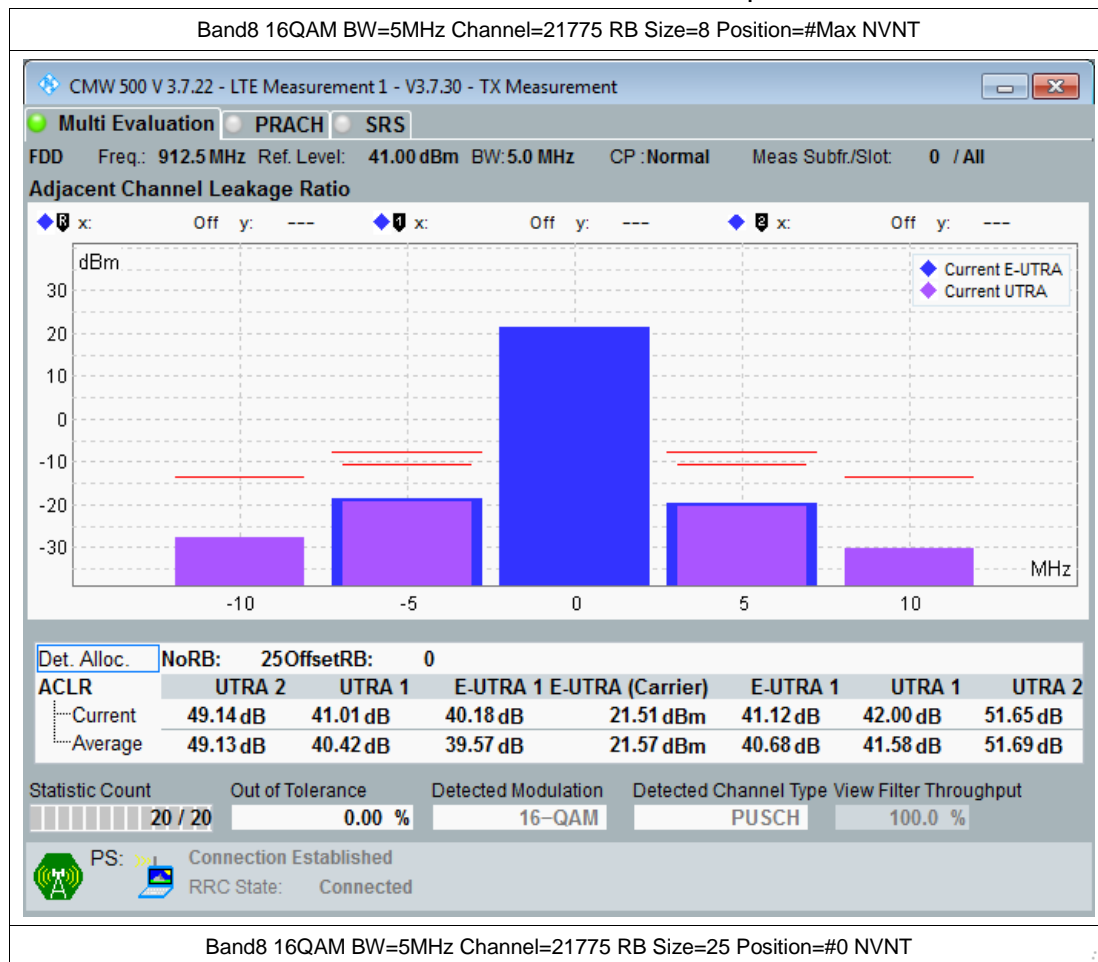 Band8 16QAM BW=5MHz Channel=21775 RB Size=8 Position=#Max NVNT
CMW 500 V 3.7.22 - LTE Measurement 1 - V3.7.30 - TX Measurement
Multi Evaluation PRACH SRS
FDD Freq.: 912.5 MHz Ref. Level: 41.00 dBm BW: 5.0 MHz CP : Normal Meas Subfr./Slot: 0 / All
Adjacent Channel Leakage Ratio
R x: Off y: --- 1 x: Off y: --- 2 x: Off y: ---
dBm
Current E-UTRA
Current UTRA
30
20
10
0
-10
-20
-30
MHz
-10 -5 0 5 10
Det. Alloc. NoRB: 25 OffsetRB: 0
ACLR UTRA 2 UTRA 1 E-UTRA 1 E-UTRA (Carrier) E-UTRA 1 UTRA 1 UTRA 2
Current 49.14 dB 41.01 dB 40.18 dB 21.51 dBm 41.12 dB 42.00 dB 51.65 dB
Average 49.13 dB 40.42 dB 39.57 dB 21.57 dBm 40.68 dB 41.58 dB 51.69 dB
Statistic Count Out of Tolerance Detected Modulation Detected Channel Type View Filter Throughput
20 / 20 0.00 % 16-QAM PUSCH 100.0 %
PS: Connection Established
RRC State: Connected
Band8 16QAM BW=5MHz Channel=21775 RB Size=25 Position=#0 NVNT